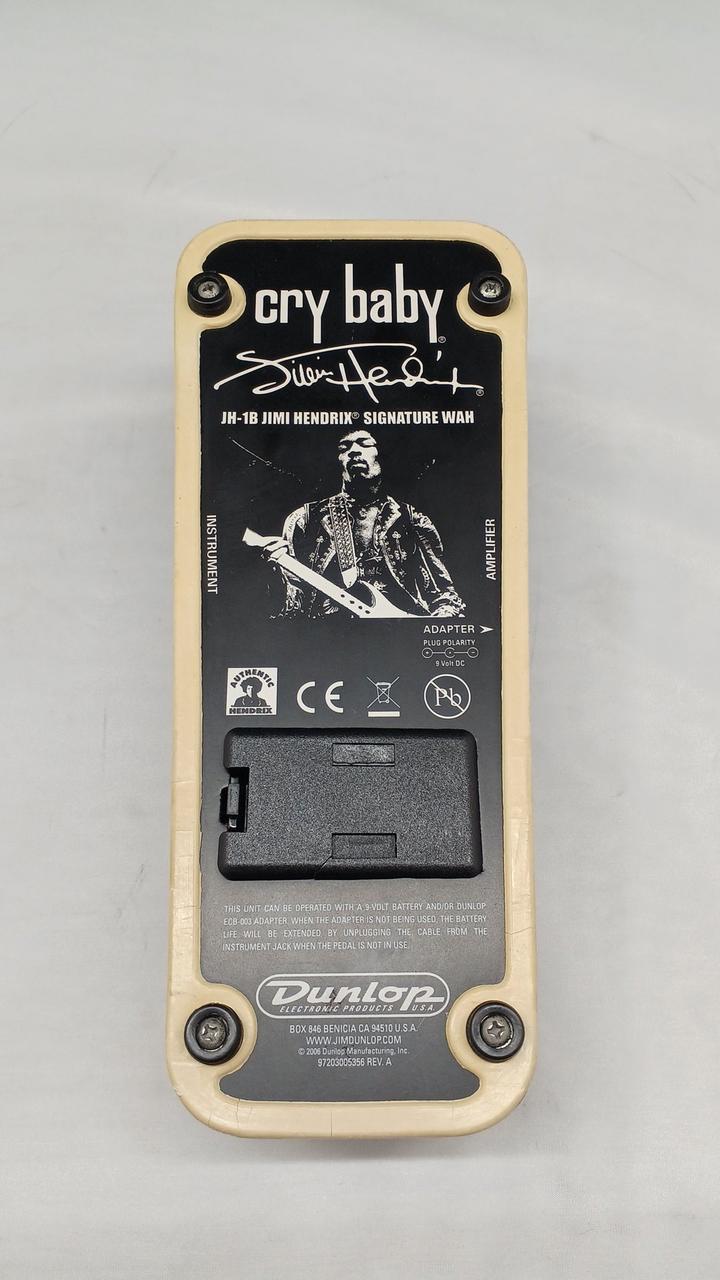 cry baby®
Jimi Hendrix®
JH-1B JIMI HENDRIX® SIGNATURE WAH
INSTRUMENT
AMPLIFIER
ADAPTER
PLUG POLARITY
9 Volt DC
AUTHENTIC
HENDRIX
CE
Pb
THIS UNIT CAN BE OPERATED WITH A 9-VOLT BATTERY AND/OR DUNLOP
ECB-003 ADAPTER. WHEN THE ADAPTER IS NOT BEING USED, THE BATTERY
LIFE WILL BE EXTENDED BY UNPLUGGING THE CABLE FROM THE
INSTRUMENT JACK WHEN THE PEDAL IS NOT IN USE.
Dunlop
ELECTRONIC PRODUCTS U.S.A.
BOX 846 BENICIA CA 94510 U.S.A.
WWW.JIMDUNLOP.COM
© 2006 Dunlop Manufacturing, Inc.
97203005356 REV. A